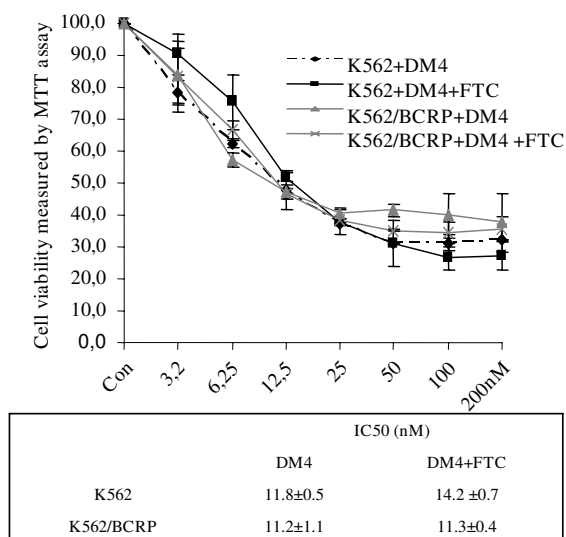 Cell viability measured by MTT assay
100,0
90,0
80,0
70,0
60,0
50,0
40,0
30,0
20,0
10,0
0,0
K562+DM4
K562+DM4+FTC
K562/BCRP+DM4
K562/BCRP+DM4 +FTC
Con
3,2
6,25
12,5
25
50
100
200nM
IC50 (nM)
DM4 DM4+FTC
K562 11.8±0.5 14.2 ±0.7
K562/BCRP 11.2±1.1 11.3±0.4